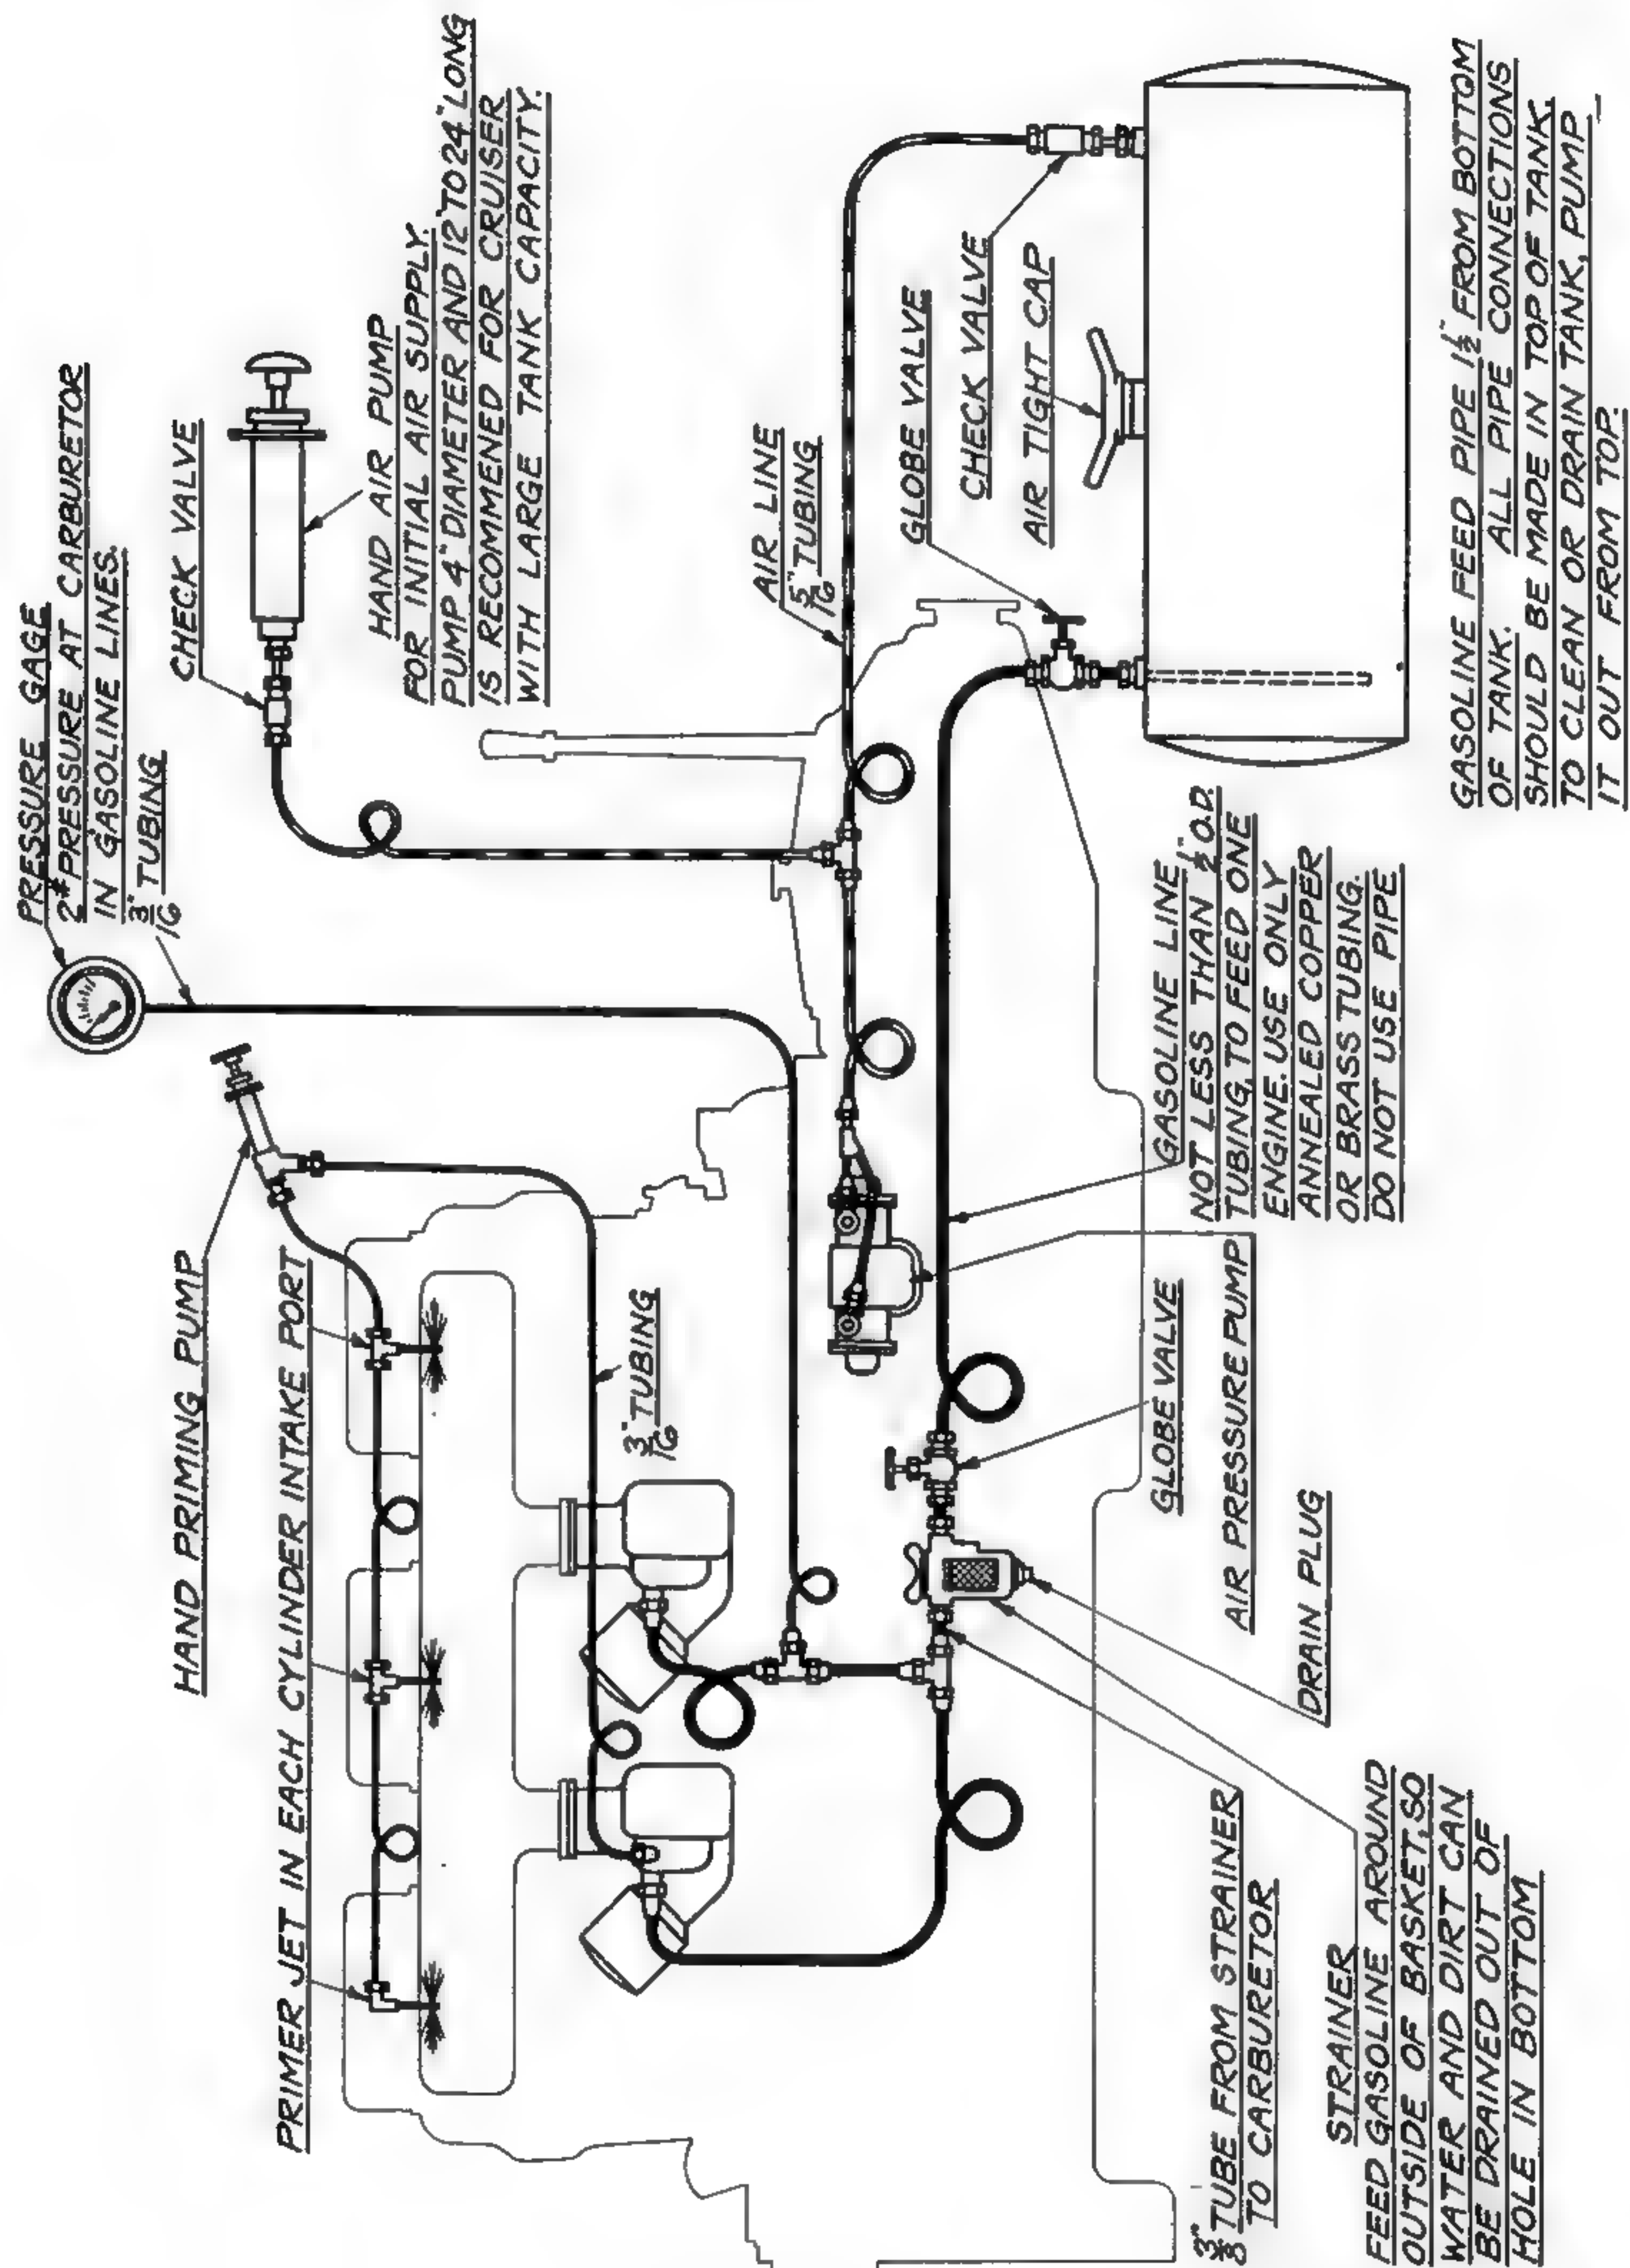 PRESSURE GAGE
2# PRESSURE AT CARBURETOR
IN GASOLINE LINES.
3/16" TUBING
CHECK VALVE
HAND AIR PUMP
FOR INITIAL AIR SUPPLY.
PUMP 4" DIAMETER AND 12" TO 24" LONG
IS RECOMMENED FOR CRUISER
WITH LARGE TANK CAPACITY.
HAND PRIMING PUMP
PRIMER JET IN EACH CYLINDER INTAKE PORT
3/16" TUBING
AIR LINE
5/16" TUBING
GLOBE VALVE
CHECK VALVE
AIR TIGHT CAP
GASOLINE LINE
NOT LESS THAN 1/2" O.D.
TUBING, TO FEED ONE
ENGINE. USE ONLY
ANNEALED COPPER
OR BRASS TUBING.
DO NOT USE PIPE
GLOBE VALVE
AIR PRESSURE PUMP
DRAIN PLUG
3/8" TUBE FROM STRAINER
TO CARBURETOR
STRAINER
FEED GASOLINE AROUND
OUTSIDE OF BASKET, SO
WATER AND DIRT CAN
BE DRAINED OUT OF
HOLE IN BOTTOM
GASOLINE FEED PIPE 1 1/2" FROM BOTTOM
OF TANK. ALL PIPE CONNECTIONS
SHOULD BE MADE IN TOP OF TANK.
TO CLEAN OR DRAIN TANK, PUMP
IT OUT FROM TOP.